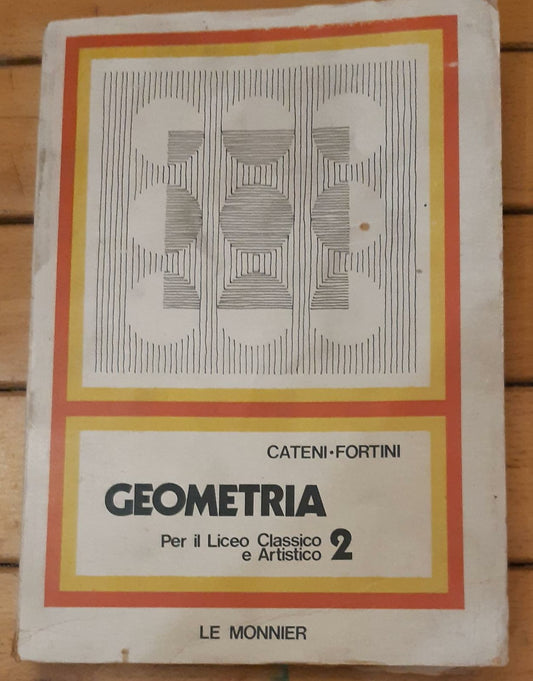 CATENI•FORTINI
GEOMETRIA
Per il Liceo Classico
e Artistico 2
LE MONNIER